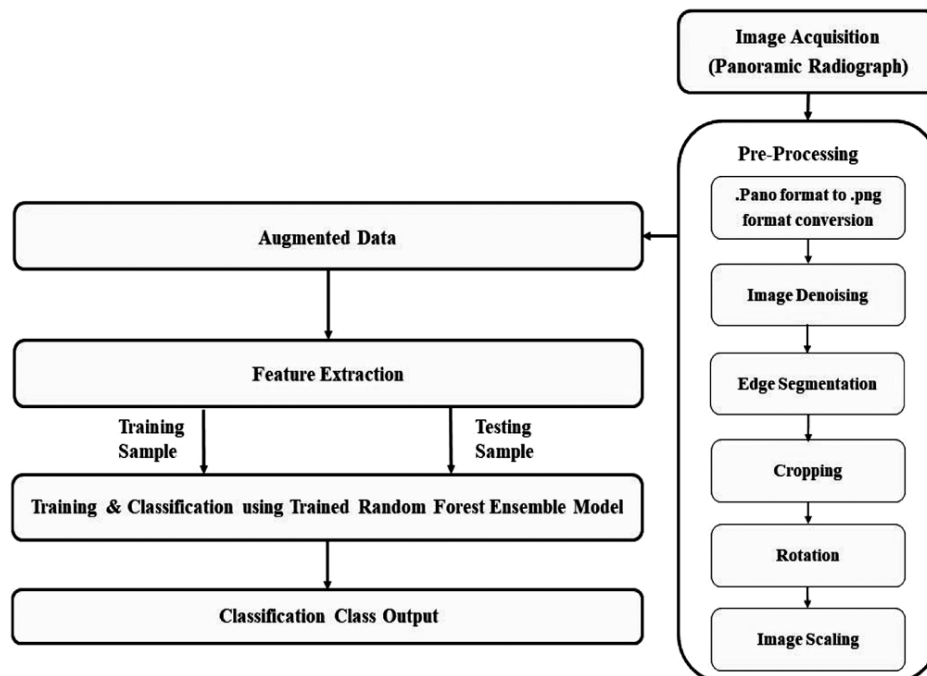 Image Acquisition
(Panoramic Radiograph)
Pre-Processing
.Pano format to .png
format conversion
Image Denoising
Edge Segmentation
Cropping
Rotation
Image Scaling
Augmented Data
Feature Extraction
Training
Sample
Testing
Sample
Training & Classification using Trained Random Forest Ensemble Model
Classification Class Output